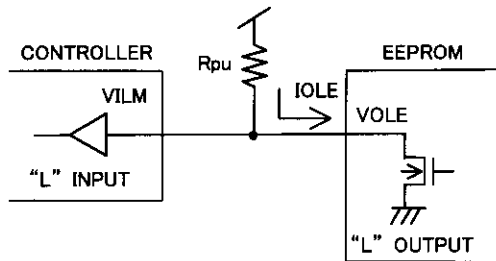 CONTROLLER
EEPROM
Rpu
VILM
IOLE
VOLE
“L” INPUT
“L” OUTPUT